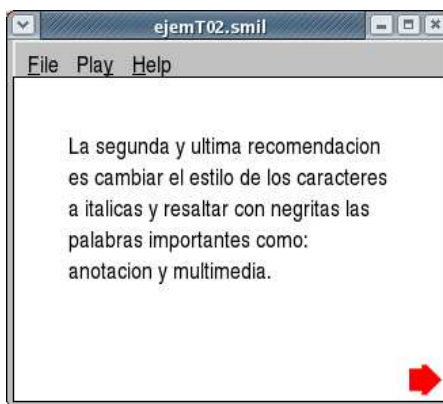 ejemT02.smil
File Play Help
La segunda y ultima recomendacion
es cambiar el estilo de los caracteres
a italicas y resaltar con negritas las
palabras importantes como:
anotacion y multimedia.